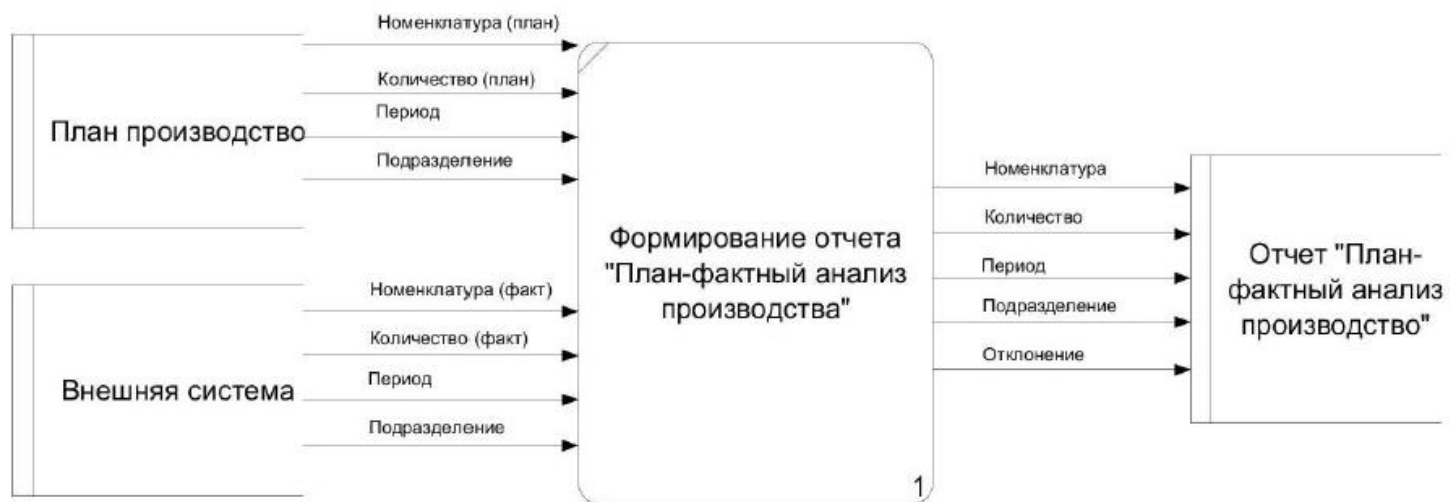 Номенклатура (план)
Количество (план)
Период
Подразделение
План производство
Номенклатура (факт)
Количество (факт)
Период
Подразделение
Внешняя система
Формирование отчета
"План-фактный анализ
производства"
1
Номенклатура
Количество
Период
Подразделение
Отклонение
Отчет "План-
фактный анализ
производство"